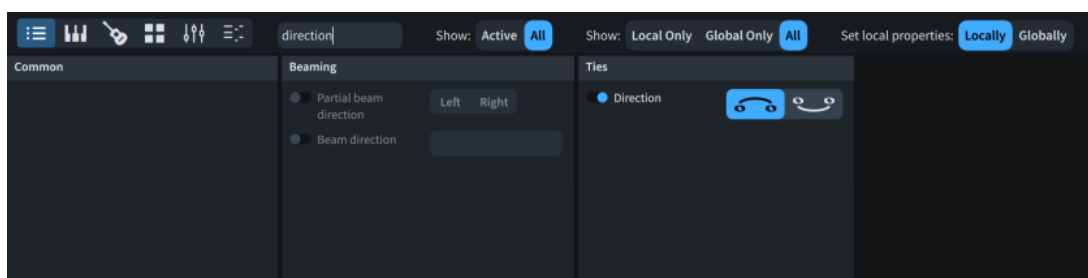 direction
Show: Active All
Show: Local Only Global Only All
Set local properties: Locally Globally
Common
Beaming
Ties
Partial beam
direction
Left Right
Beam direction
Direction